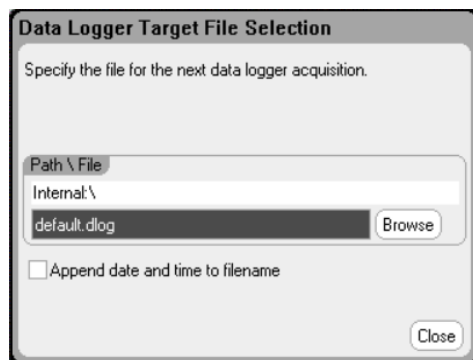 Data Logger Target File Selection
Specify the file for the next data logger acquisition.
Path \ File
Internal:\
default.dlog
Browse
Append date and time to filename
Close